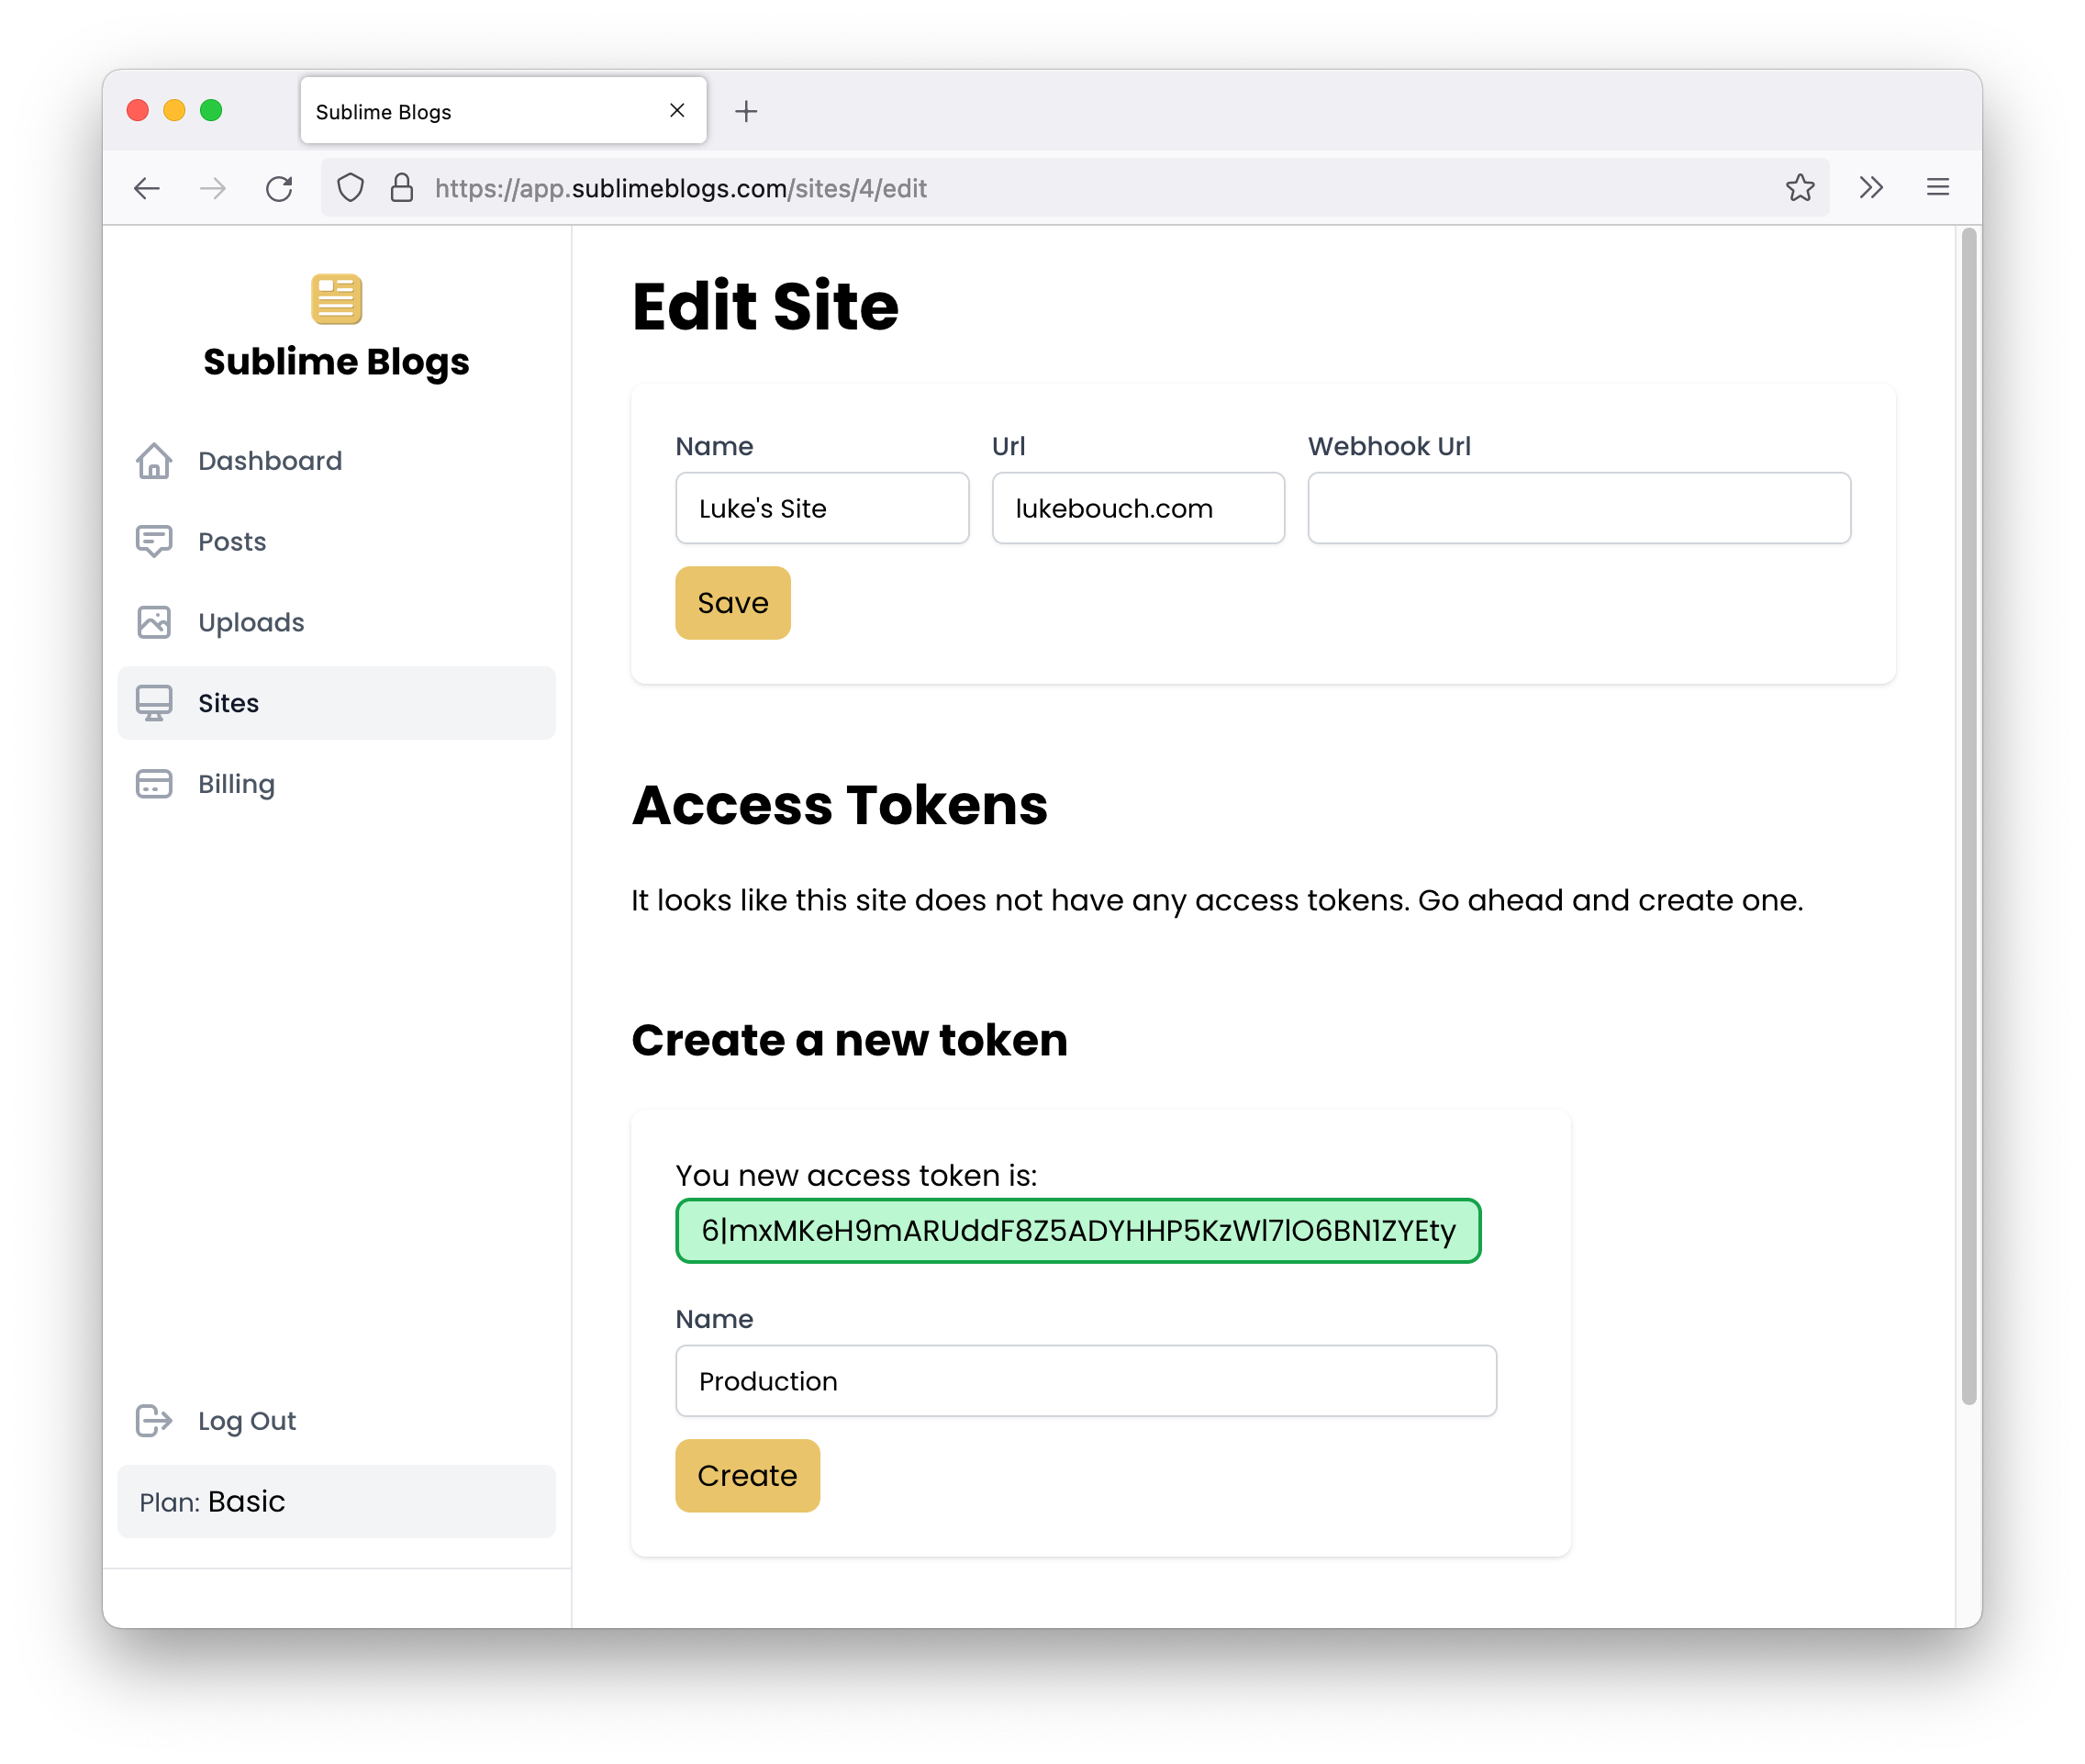 Sublime Blogs
https://app.sublimeblogs.com/sites/4/edit
Sublime Blogs
Dashboard
Posts
Uploads
Sites
Billing
Log Out
Plan: Basic
Edit Site
Name
Url
Webhook Url
Luke's Site
lukebouch.com
Save
Access Tokens
It looks like this site does not have any access tokens. Go ahead and create one.
Create a new token
You new access token is:
6|mxMKeH9mARUddF8Z5ADYHHP5KzWl7lO6BN1ZYEty
Name
Production
Create